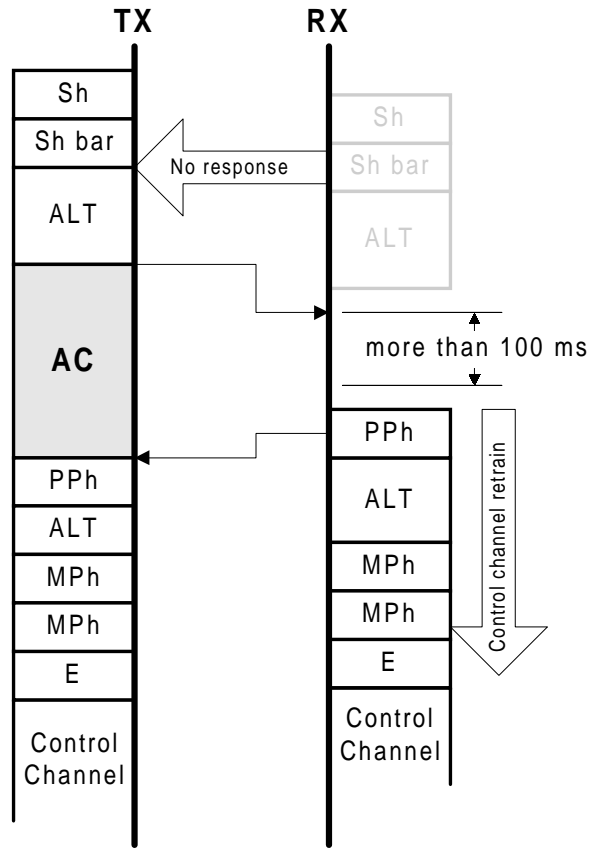 TX
RX
Sh
Sh bar
ALT
AC
PPh
ALT
MPh
MPh
E
Control
Channel
No response
Sh
Sh bar
ALT
more than 100 ms
PPh
ALT
MPh
MPh
E
Control
Channel
Control channel retrain